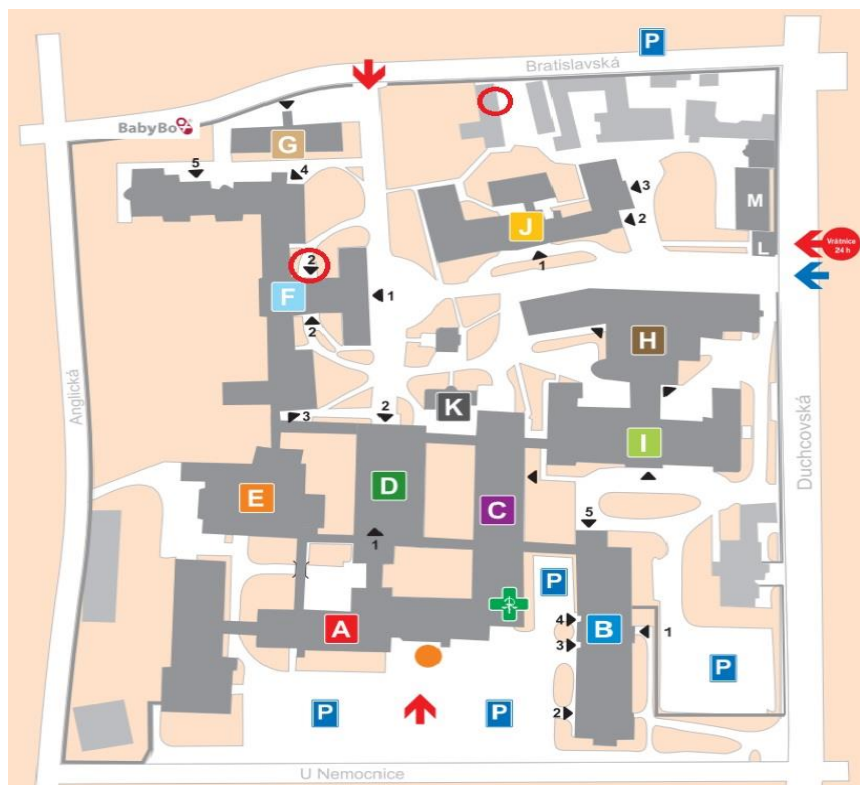 P
Bratislavská
BabyBo
G
5
4
3
M
J
2
2
L
Vrátnice
24 h
1
F
1
2
H
Anglická
K
2
3
I
Duchcovská
E
D
C
5
1
P
4
A
B
1
3
P
P
P
2
U Nemocnice